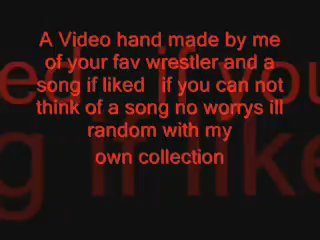 A Video hand made by me
of your fav wrestler and a
song if liked   if you can not
think of a song no worrys ill
random with my
own collection